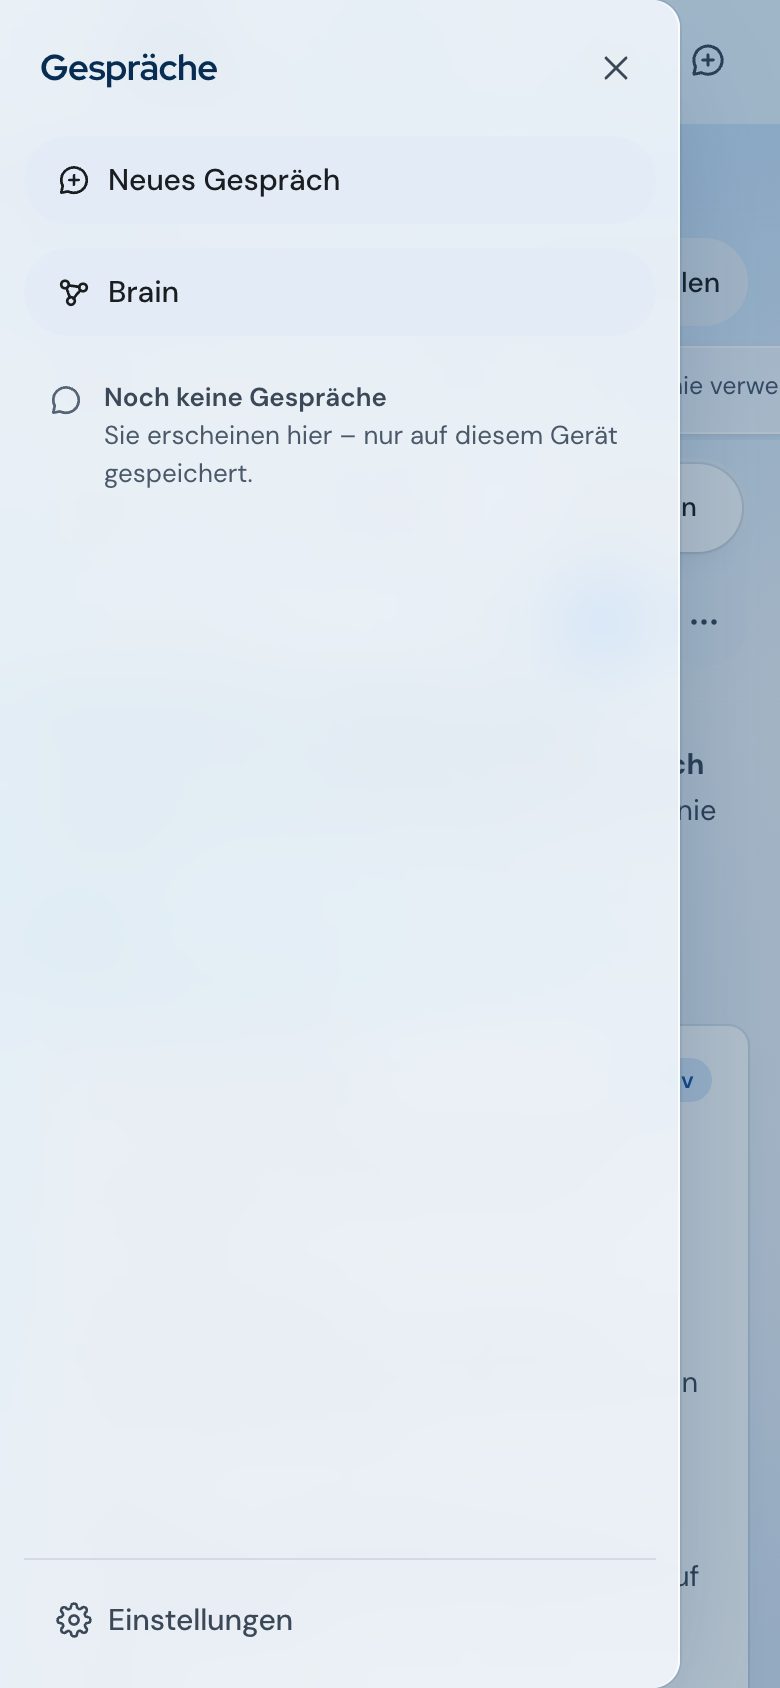 Gespräche
Neues Gespräch
Brain
Noch keine Gespräche
Sie erscheinen hier – nur auf diesem Gerät
gespeichert.
Einstellungen